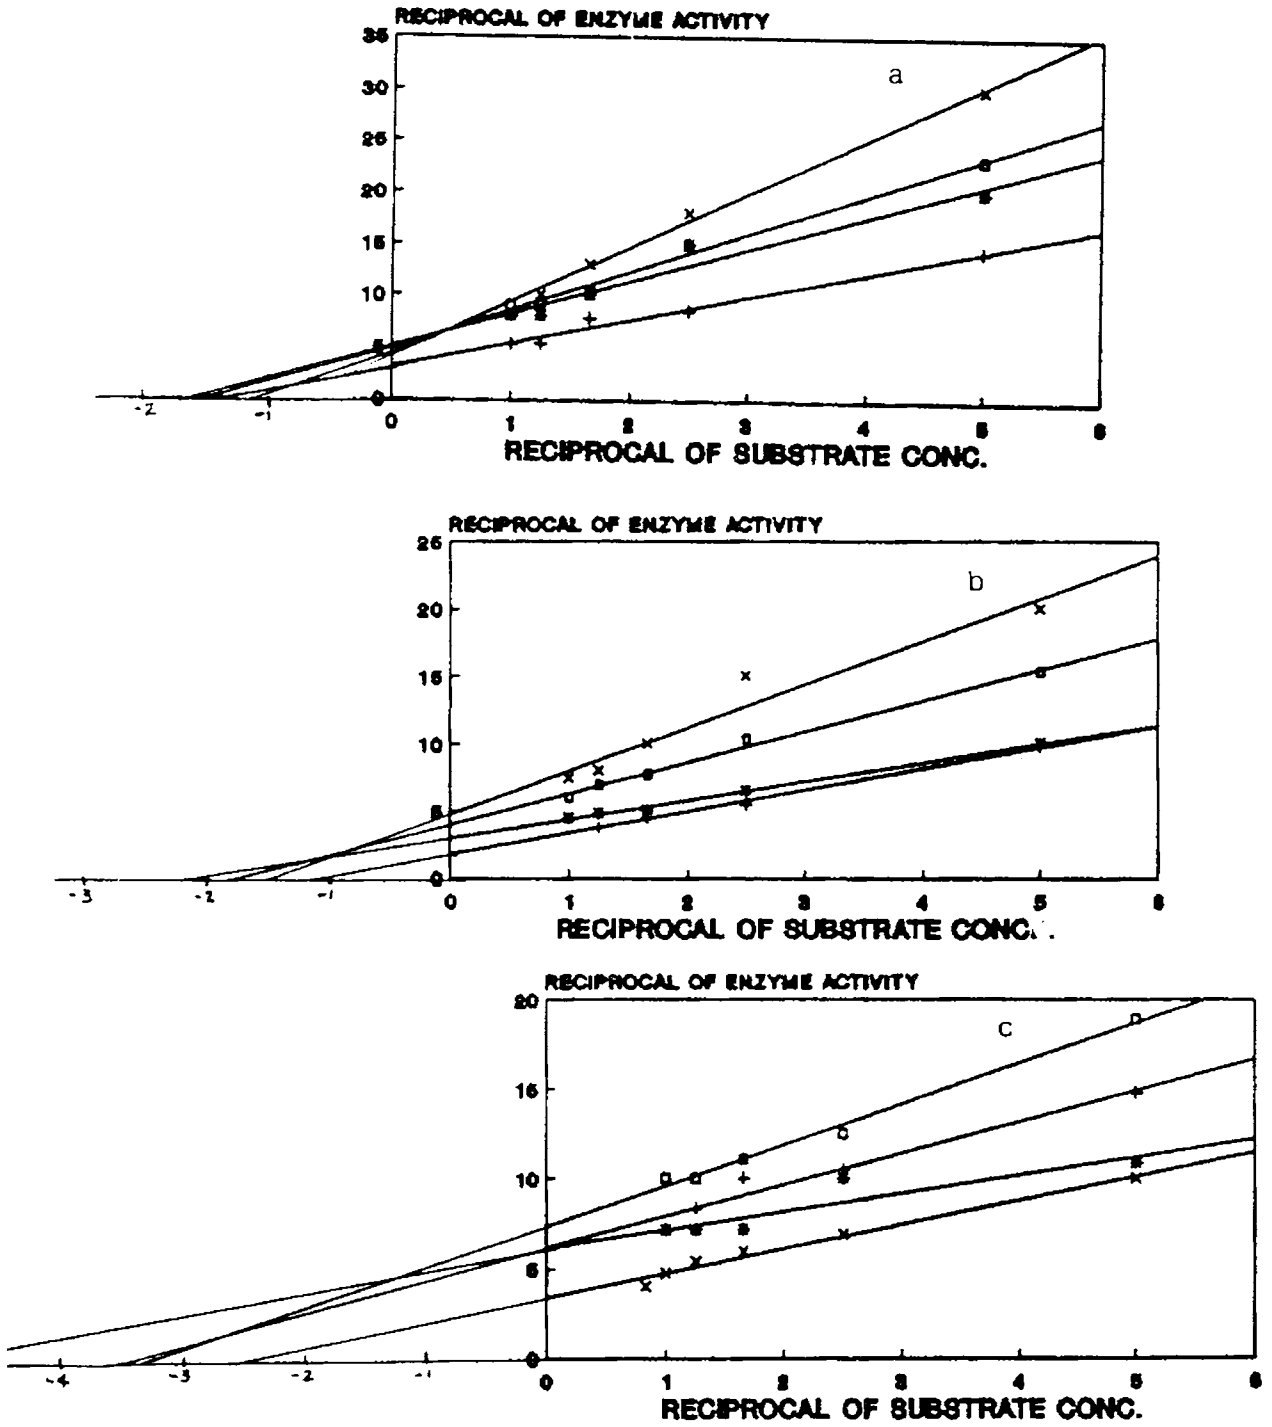 RECIPROCAL OF ENZYME ACTIVITY
35
a
30
25
20
15
10
5
0
-2 -1 0 1 2 3 4 5 6
RECIPROCAL OF SUBSTRATE CONC.
RECIPROCAL OF ENZYME ACTIVITY
25
b
20
15
10
5
0
-3 -2 -1 0 1 2 3 4 5 6
RECIPROCAL OF SUBSTRATE CONC.
RECIPROCAL OF ENZYME ACTIVITY
20
c
15
10
5
0
-4 -3 -2 -1 0 1 2 3 4 5 6
RECIPROCAL OF SUBSTRATE CONC.